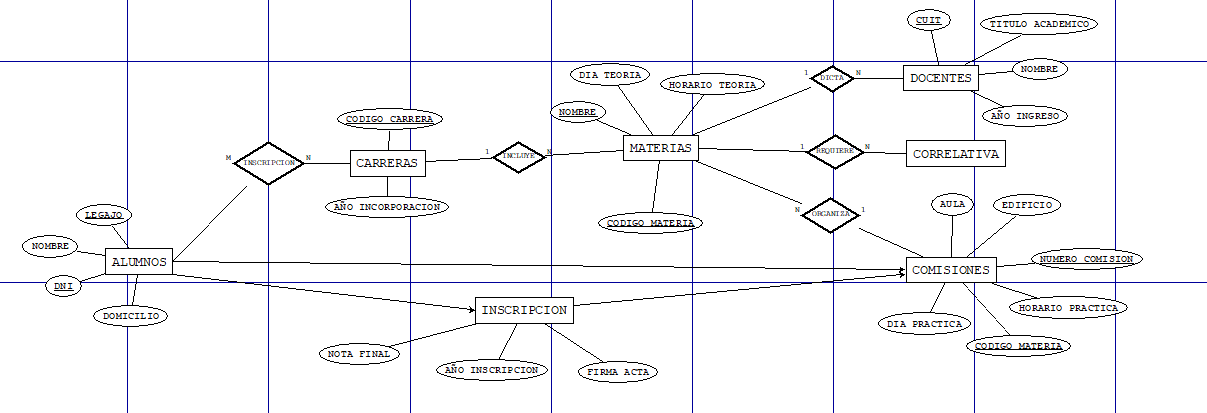 CUIT
TITULO ACADEMICO
DIA TEORIA
HORARIO TEORIA
1
DICTA
N
DOCENTES
NOMBRE
NOMBRE
AÑO INGRESO
CODIGO CARRERA
M
INSCRIPCION
N
CARRERAS
1
INCLUYE
N
MATERIAS
1
REQUIERE
N
CORRELATIVA
AÑO INCORPORACION
CODIGO MATERIA
N
ORGANIZA
1
AULA
EDIFICIO
LEGAJO
NOMBRE
ALUMNOS
DNI
DOMICILIO
COMISIONES
NUMERO COMISION
INSCRIPCION
HORARIO PRACTICA
DIA PRACTICA
CODIGO MATERIA
NOTA FINAL
AÑO INSCRIPCION
FIRMA ACTA